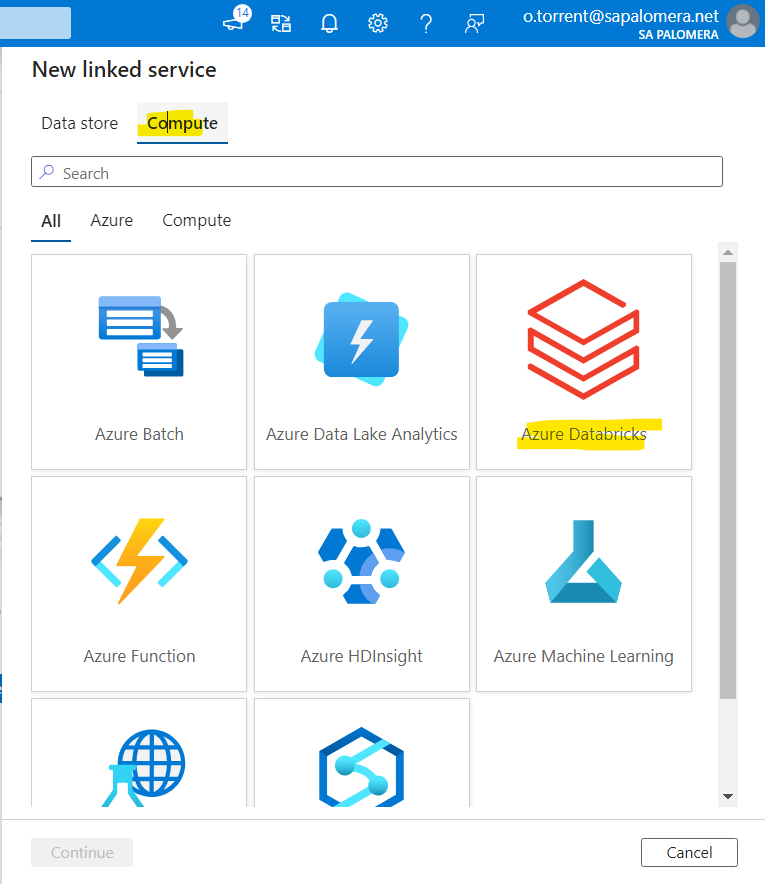 14
o.torrent@sapalomera.net
SA PALOMERA
New linked service
Data store
Compute
Search
All
Azure
Compute
Azure Batch
Azure Data Lake Analytics
Azure Databricks
Azure Function
Azure HDInsight
Azure Machine Learning
Continue
Cancel